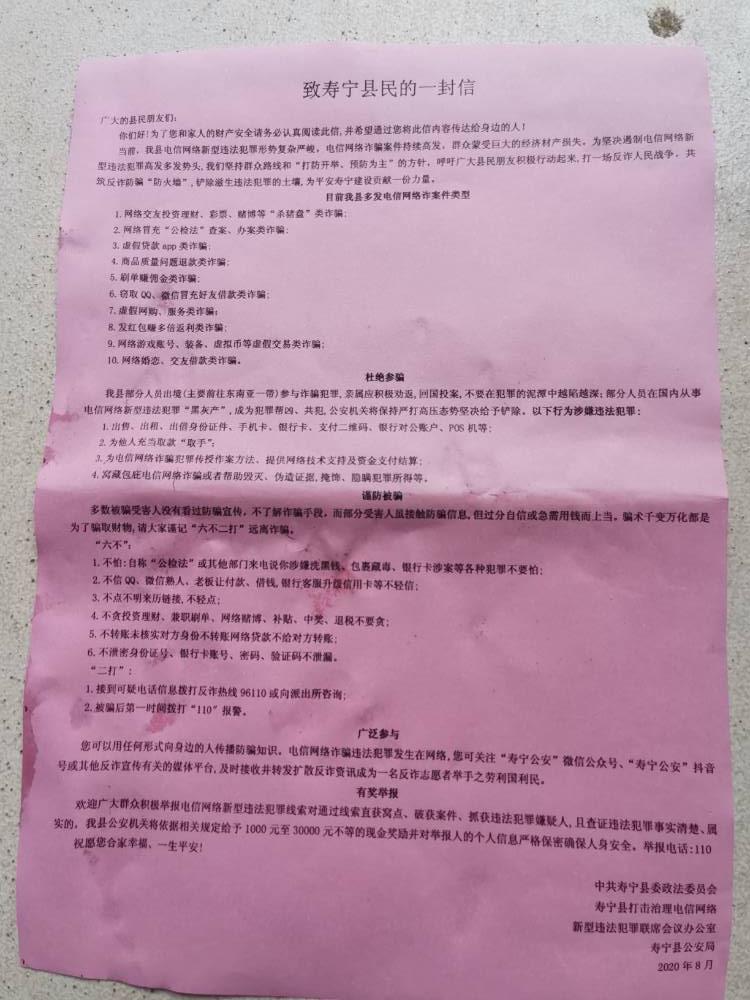 致寿宁县民的一封信
广大的县民朋友们:
你们好!为了您和家人的财产安全请务必认真阅读此信,并希望通过您将此信内容传达给身边的人!
当前,我县电信网络新型违法犯罪形势复杂严峻,电信网络诈骗案件持续高发,群众蒙受巨大的经济财产损失。为坚决遏制电信网络新
型违法犯罪高发多发势头,我们坚持群众路线和“打防开举、预防为主”的方针,呼吁广大县民朋友积极行动起来,打一场反诈人民战争,共
筑反诈防骗“防火墙”,铲除滋生违法犯罪的土壤,为平安寿宁建设贡献一份力量。
目前我县多发电信网络诈案件类型
1.网络交友投资理财、彩票、赌博等“杀猪盘”类诈骗;
2.网络冒充“公检法”查案、办案类诈骗;
3.虚假贷款 app 类诈骗;
4.商品质量问题退款类诈骗;
5.刷单赚佣金类诈骗;
6.窃取 QQ、微信冒充好友借款类诈骗;
7.虚假网购、服务类诈骗;
8.发红包赚多倍返利类诈骗;
9.网络游戏账号、装备、虚拟币等虚假交易类诈骗;
10.网络婚恋、交友借款类诈骗。
杜绝参骗
我县部分人员出境(主要前往东南亚一带)参与诈骗犯罪,亲属应积极劝返,回国投案,不要在犯罪的泥潭中越陷越深;部分人员在国内从事
电信网络新型违法犯罪“黑灰产”,成为犯罪帮凶、共犯,公安机关将保持严打高压态势坚决给予铲除。以下行为涉嫌违法犯罪:
1.出售、出租、出借身份证件、手机卡、银行卡、支付二维码、银行对公账户、POS 机等;
2.为他人充当取款“取手”;
3.为电信网络诈骗犯罪传授作案方法、提供网络技术支持及资金支付结算;
4.窝藏包庇电信网络诈骗或者帮助毁灭、伪造证据,掩饰、隐瞒犯罪所得等。
谨防被骗
多数被骗受害人没有看过防骗宣传,不了解诈骗手段,而部分受害人虽接触防骗信息,但过分自信或急需用钱而上当。骗术千变万化都是
为了骗取财物,请大家谨记“六不二打”远离诈骗。
“六不”:
1.不怕:自称“公检法”或其他部门来电说你涉嫌洗黑钱、包裹藏毒、银行卡涉案等各种犯罪不要怕;
2.不信 QQ、微信熟人、老板让付款、借钱,银行客服升级信用卡等不轻信;
3.不点不明来历链接,不轻点;
4.不贪投资理财、兼职刷单、网络赌博、补贴、中奖、退税不要贪;
5.不转账未核实对方身份不转账网络贷款不给对方转账;
6.不泄密身份证号、银行卡账号、密码、验证码不泄漏。
“二打”:
1.接到可疑电话信息拨打反诈热线 96110 或向派出所咨询;
2.被骗后第一时间拨打“110”报警。
广泛参与
您可以用任何形式向身边的人传播防骗知识。电信网络诈骗违法犯罪发生在网络,您可关注“寿宁公安”微信公众号、“寿宁公安”抖音
号或其他反诈宣传有关的媒体平台,及时接收并转发扩散反诈资讯成为一名反诈志愿者举手之劳利国利民。
有奖举报
欢迎广大群众积极举报电信网络新型违法犯罪线索对通过线索直获窝点、破获案件、抓获违法犯罪嫌疑人,且查证违法犯罪事实清楚、属
实的,我县公安机关将依据相关规定给予 1000 元至 30000 元不等的现金奖励并对举报人的个人信息严格保密确保人身安全。举报电话:110
祝愿您合家幸福、一生平安!
中共寿宁县委政法委员会
寿宁县打击治理电信网络
新型违法犯罪联席会议办公室
寿宁县公安局
2020 年 8 月